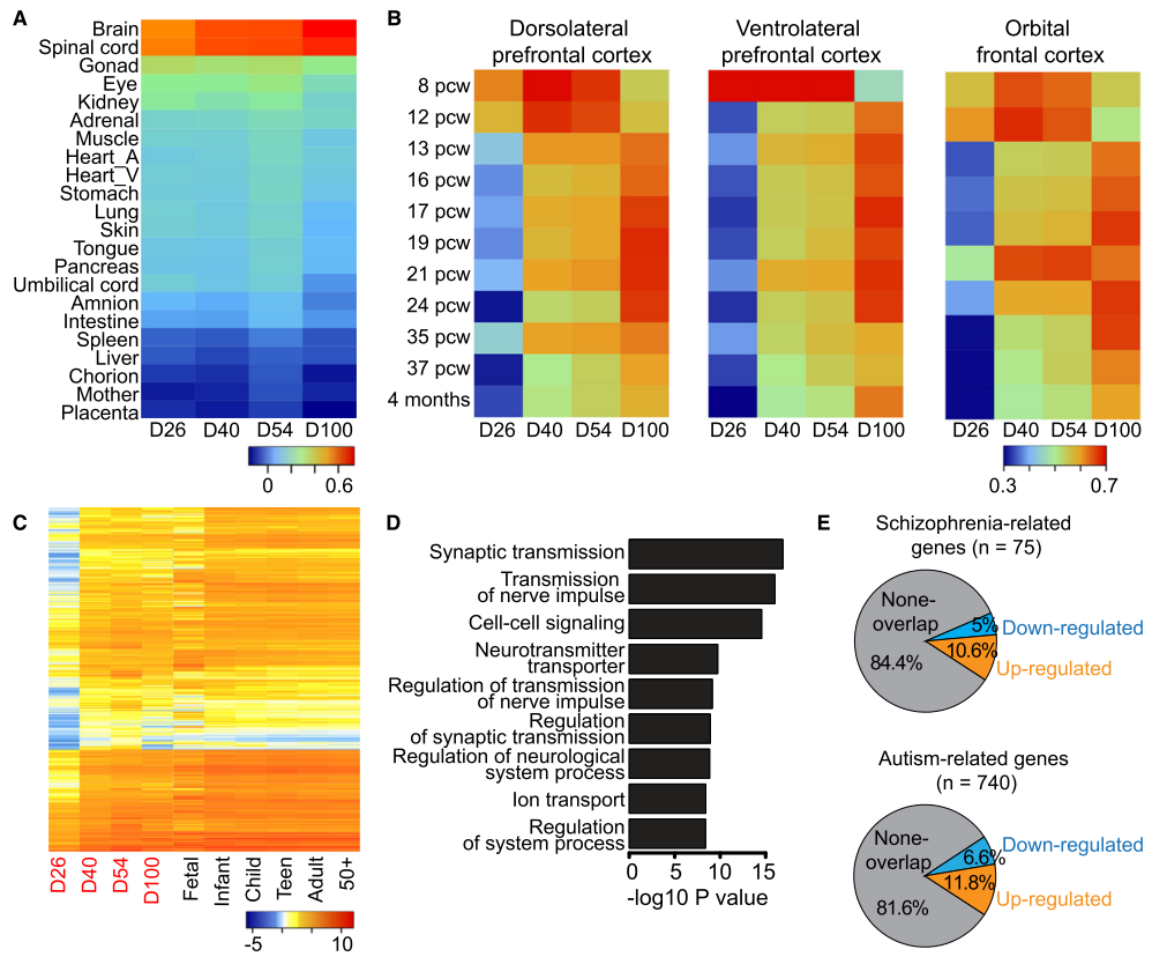 A
Brain
Spinal cord
Gonad
Eye
Kidney
Adrenal
Muscle
Heart_A
Heart_V
Stomach
Lung
Skin
Tongue
Pancreas
Umbilical cord
Amnion
Intestine
Spleen
Liver
Chorion
Mother
Placenta
D26 D40 D54 D100
0 0.6
B
Dorsolateral
prefrontal cortex
Ventrolateral
prefrontal cortex
Orbital
frontal cortex
8 pcw
12 pcw
13 pcw
16 pcw
17 pcw
19 pcw
21 pcw
24 pcw
35 pcw
37 pcw
4 months
D26 D40 D54 D100
D26 D40 D54 D100
D26 D40 D54 D100
0.3 0.7
C
D26 D40 D54 D100 Fetal Infant Child Teen Adult 50+
-5 10
D
Synaptic transmission
Transmission
of nerve impulse
Cell-cell signaling
Neurotransmitter
transporter
Regulation of transmission
of nerve impulse
Regulation
of synaptic transmission
Regulation of neurological
system process
Ion transport
Regulation
of system process
0 5 10 15
-log10 P value
E
Schizophrenia-related
genes (n = 75)
None-
overlap
84.4%
5% Down-regulated
10.6% Up-regulated
Autism-related genes
(n = 740)
None-
overlap
81.6%
6.6% Down-regulated
11.8% Up-regulated